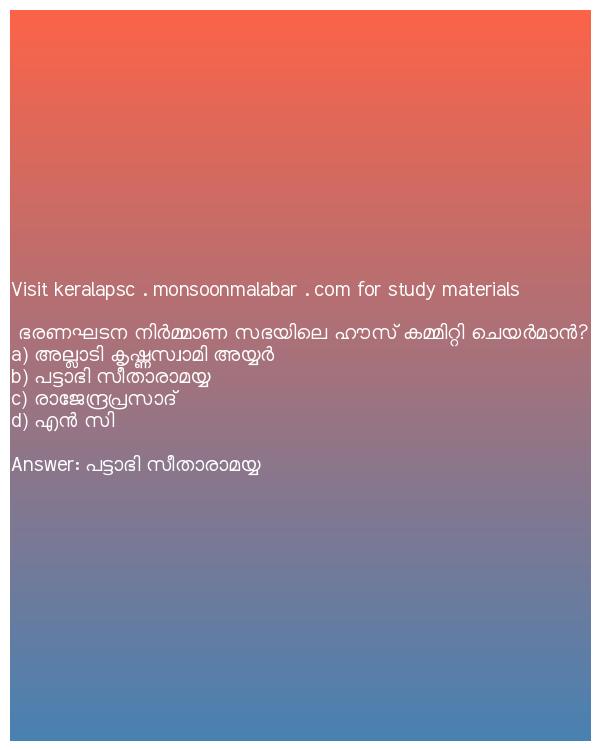 Visit keralapsc . monsoonmalabar . com for study materials
ഭരണഘടന നിർമ്മാണ സഭയിലെ ഹൗസ് കമ്മിറ്റി ചെയർമാൻ?
a) അല്ലാടി കൃഷ്ണസ്വാമി അയ്യർ
b) പട്ടാഭി സീതാരാമയ്യ
c) രാജേന്ദ്രപ്രസാദ്
d) എൻ സി
Answer: പട്ടാഭി സീതാരാമയ്യ